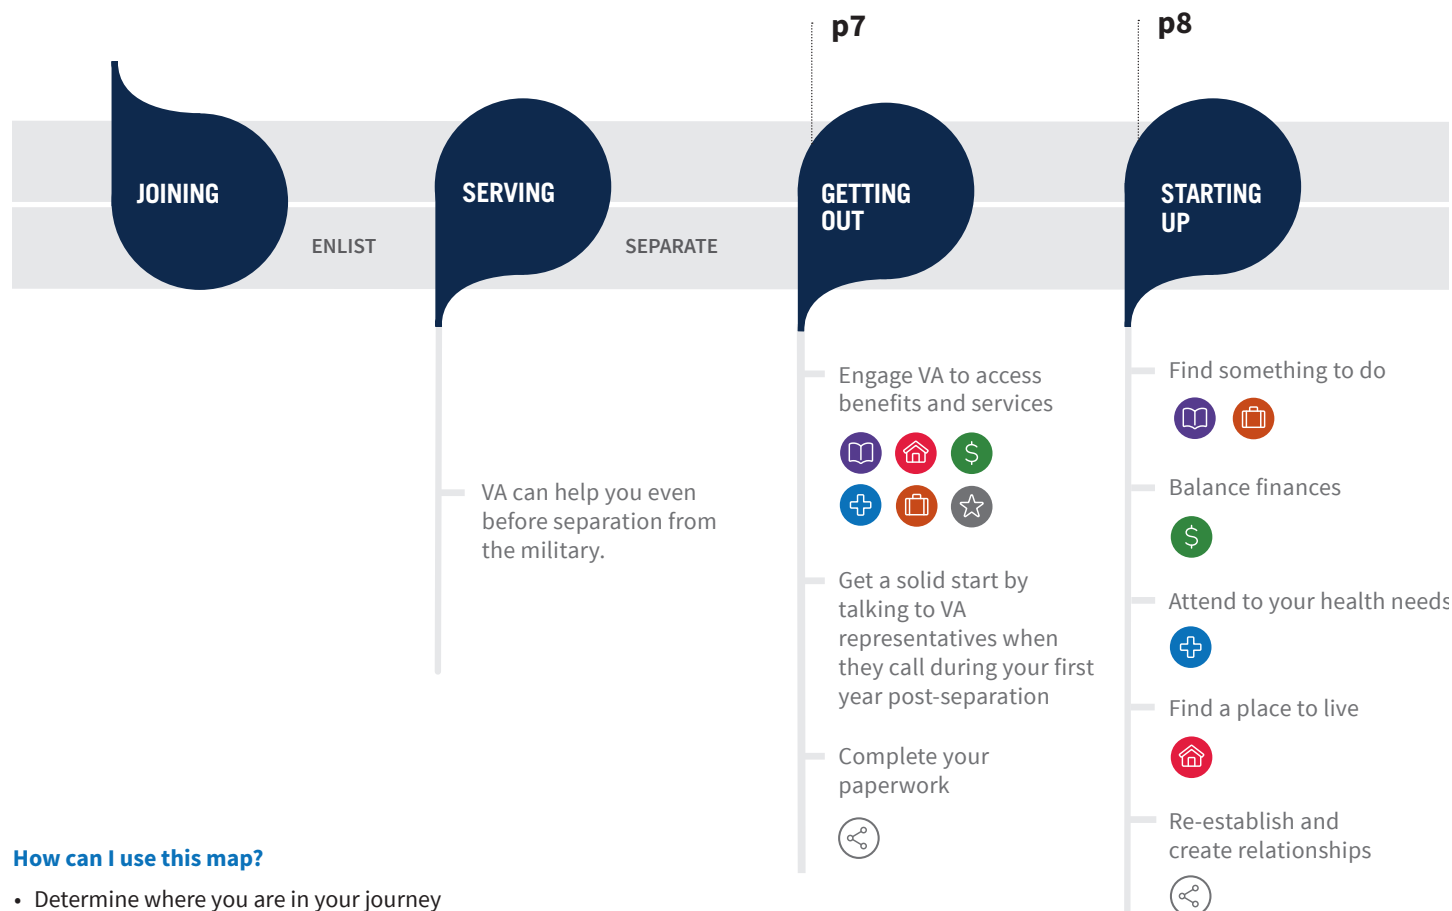 p7
p8
JOINING
ENLIST
SERVING
SEPARATE
GETTING
OUT
STARTING
UP
VA can help you even
before separation from
the military.
Engage VA to access
benefits and services
Get a solid start by
talking to VA
representatives when
they call during your first
year post-separation
Complete your
paperwork
Find something to do
Balance finances
Attend to your health needs
Find a place to live
Re-establish and
create relationships
How can I use this map?
• Determine where you are in your journey